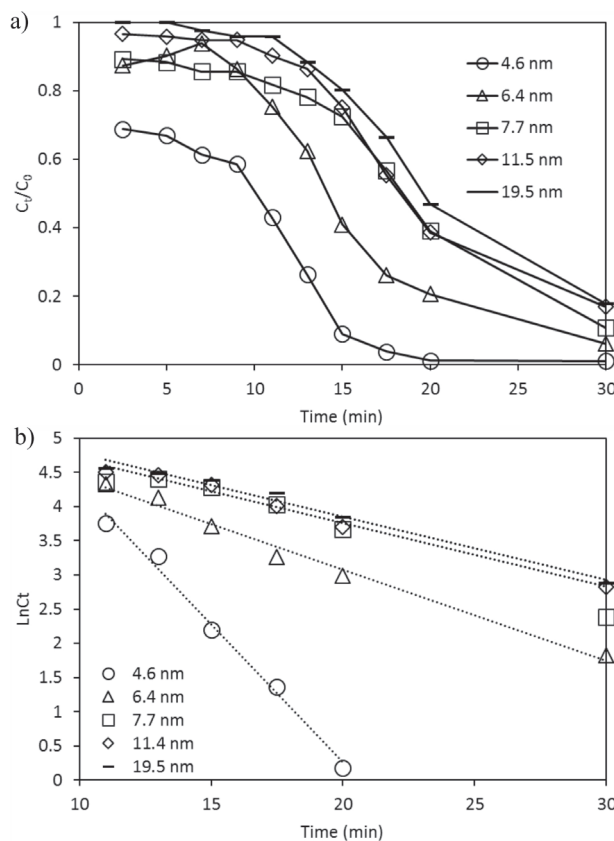 a)
1
0.8
0.6
0.4
0.2
0
Ct/C0
4.6 nm
6.4 nm
7.7 nm
11.5 nm
19.5 nm
0 5 10 15 20 25 30
Time (min)
b)
5
4.5
4
3.5
3
2.5
2
1.5
1
0.5
0
LnCt
4.6 nm
6.4 nm
7.7 nm
11.4 nm
19.5 nm
10 15 20 25 30
Time (min)